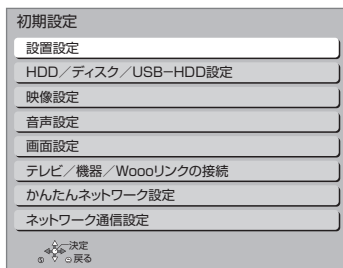 初期設定
設置設定
HDD／ディスク／USB－HDD設定
映像設定
音声設定
画面設定
テレビ／機器／Woooリンクの接続
かんたんネットワーク設定
ネットワーク通信設定
決定
戻る